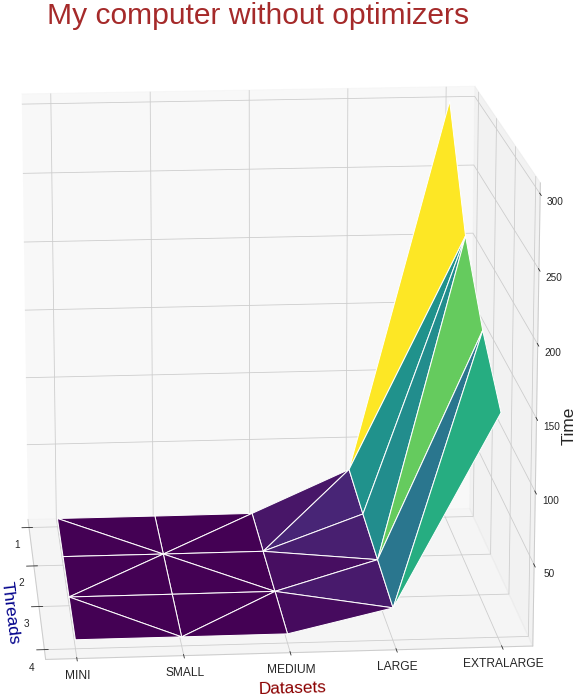 My computer without optimizers
300
250
200
150
100
50
Time
1
2
3
4
Threads
MINI
SMALL
MEDIUM
LARGE
EXTRALARGE
Datasets